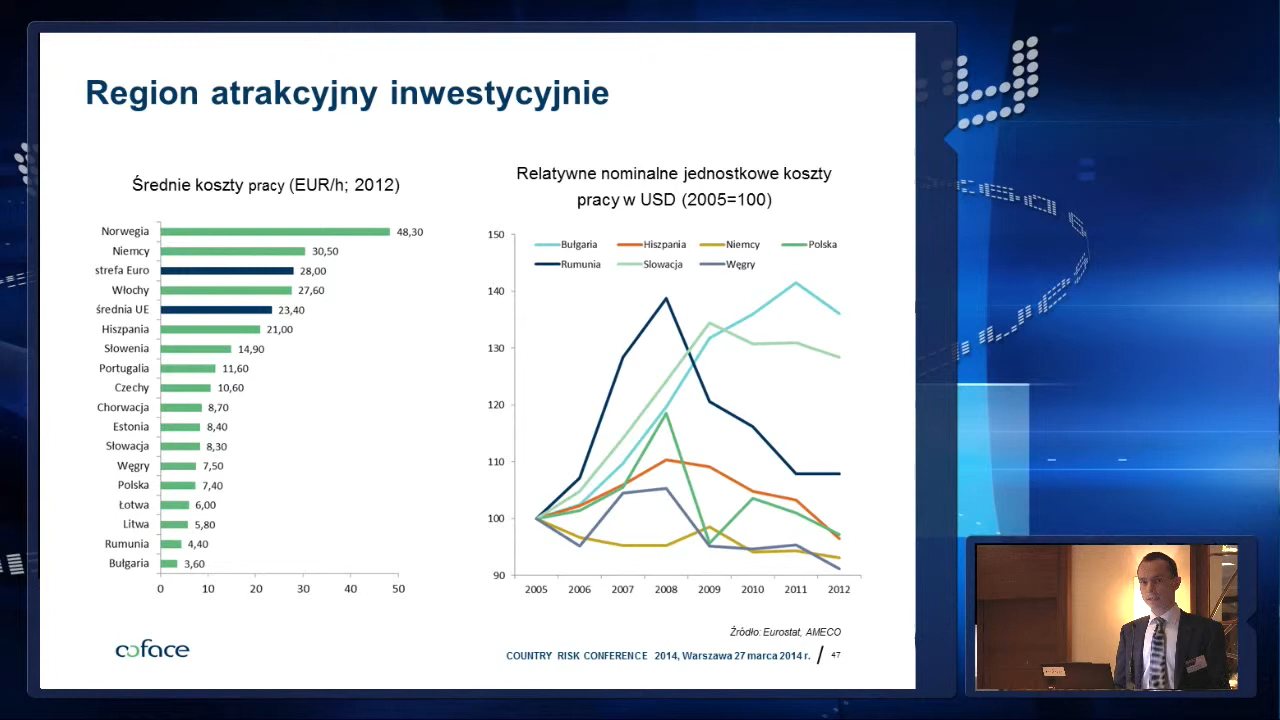 Region atrakcyjny inwestycyjnie
Średnie koszty pracy (EUR/h; 2012)
Norwegia 48,30
Niemcy 30,50
strefa Euro 28,00
Włochy 27,60
średnia UE 23,40
Hiszpania 21,00
Słowenia 14,90
Portugalia 11,60
Czechy 10,60
Chorwacja 8,70
Estonia 8,40
Słowacja 8,30
Węgry 7,50
Polska 7,40
Łotwa 6,00
Litwa 5,80
Rumunia 4,40
Bułgaria 3,60
0 10 20 30 40 50
Relatywne nominalne jednostkowe koszty
pracy w USD (2005=100)
Bułgaria Hiszpania Niemcy Polska
Rumunia Slowacja Węgry
150
140
130
120
110
100
90
2005 2006 2007 2008 2009 2010 2011 2012
Źródło: Eurostat, AMECO
coface
COUNTRY RISK CONFERENCE 2014, Warszawa 27 marca 2014 r. / 47